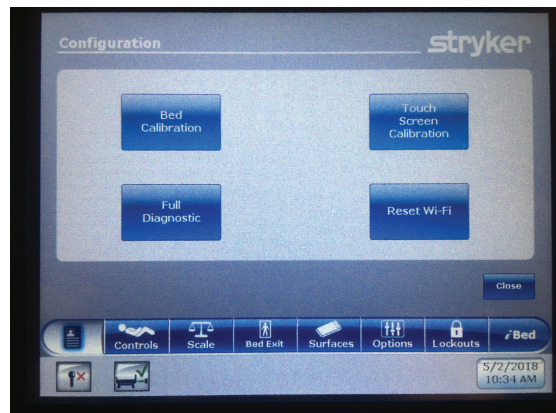 Configuration
stryker
Bed
Calibration
Touch
Screen
Calibration
Full
Diagnostic
Reset Wi-Fi
Close
Controls
Scale
Bed Exit
Surfaces
Options
Lockouts
iBed
5/2/2018
10:34 AM